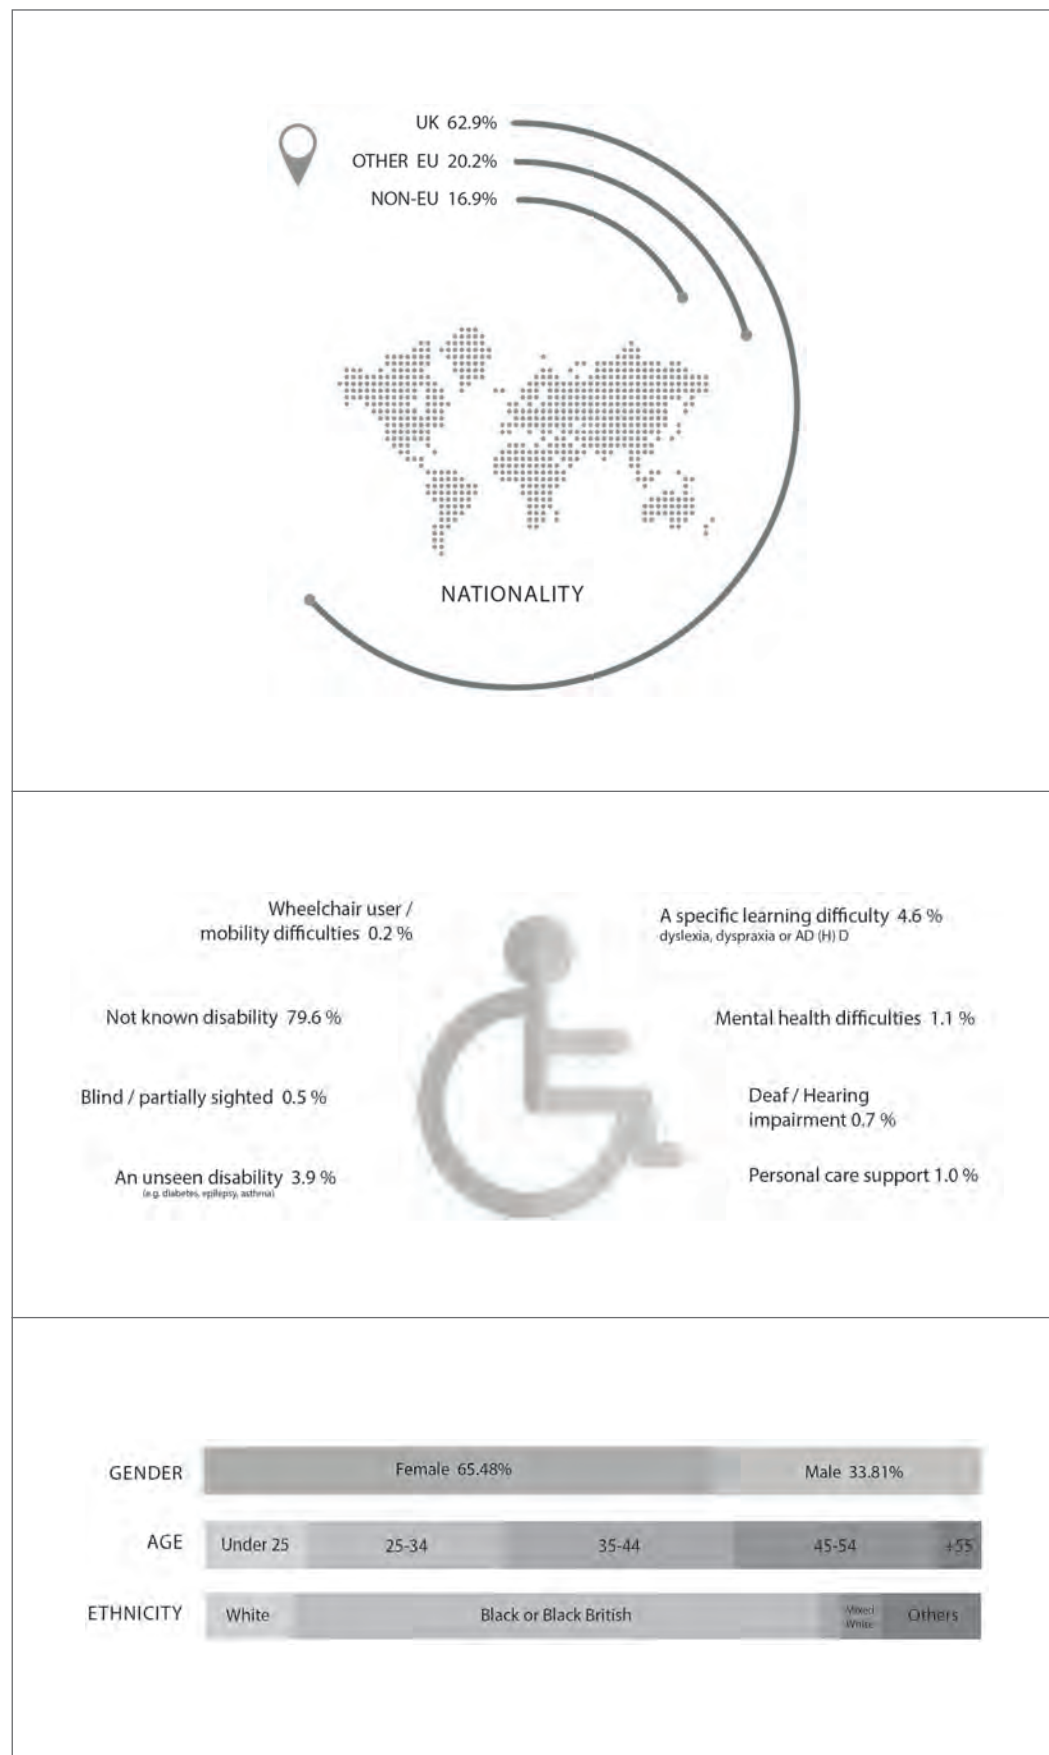 UK 62.9%
OTHER EU 20.2%
NON-EU 16.9%
NATIONALITY
Wheelchair user /
mobility difficulties 0.2 %
Not known disability 79.6 %
Blind / partially sighted 0.5 %
An unseen disability 3.9 %
(e.g. diabetes, epilepsy, asthma)
A specific learning difficulty 4.6 %
dyslexia, dyspraxia or AD (H) D
Mental health difficulties 1.1 %
Deaf / Hearing
impairment 0.7 %
Personal care support 1.0 %
GENDER Female 65.48% Male 33.81%
AGE Under 25 25-34 35-44 45-54 +55
ETHNICITY White Black or Black British Mixed Others
White